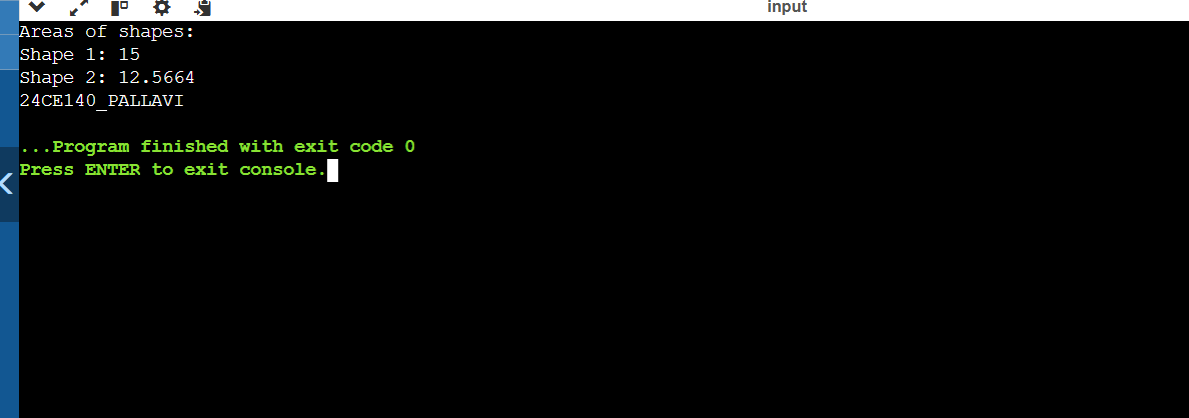 input
Areas of shapes:
Shape 1: 15
Shape 2: 12.5664
24CE140_PALLAVI
...Program finished with exit code 0
Press ENTER to exit console.